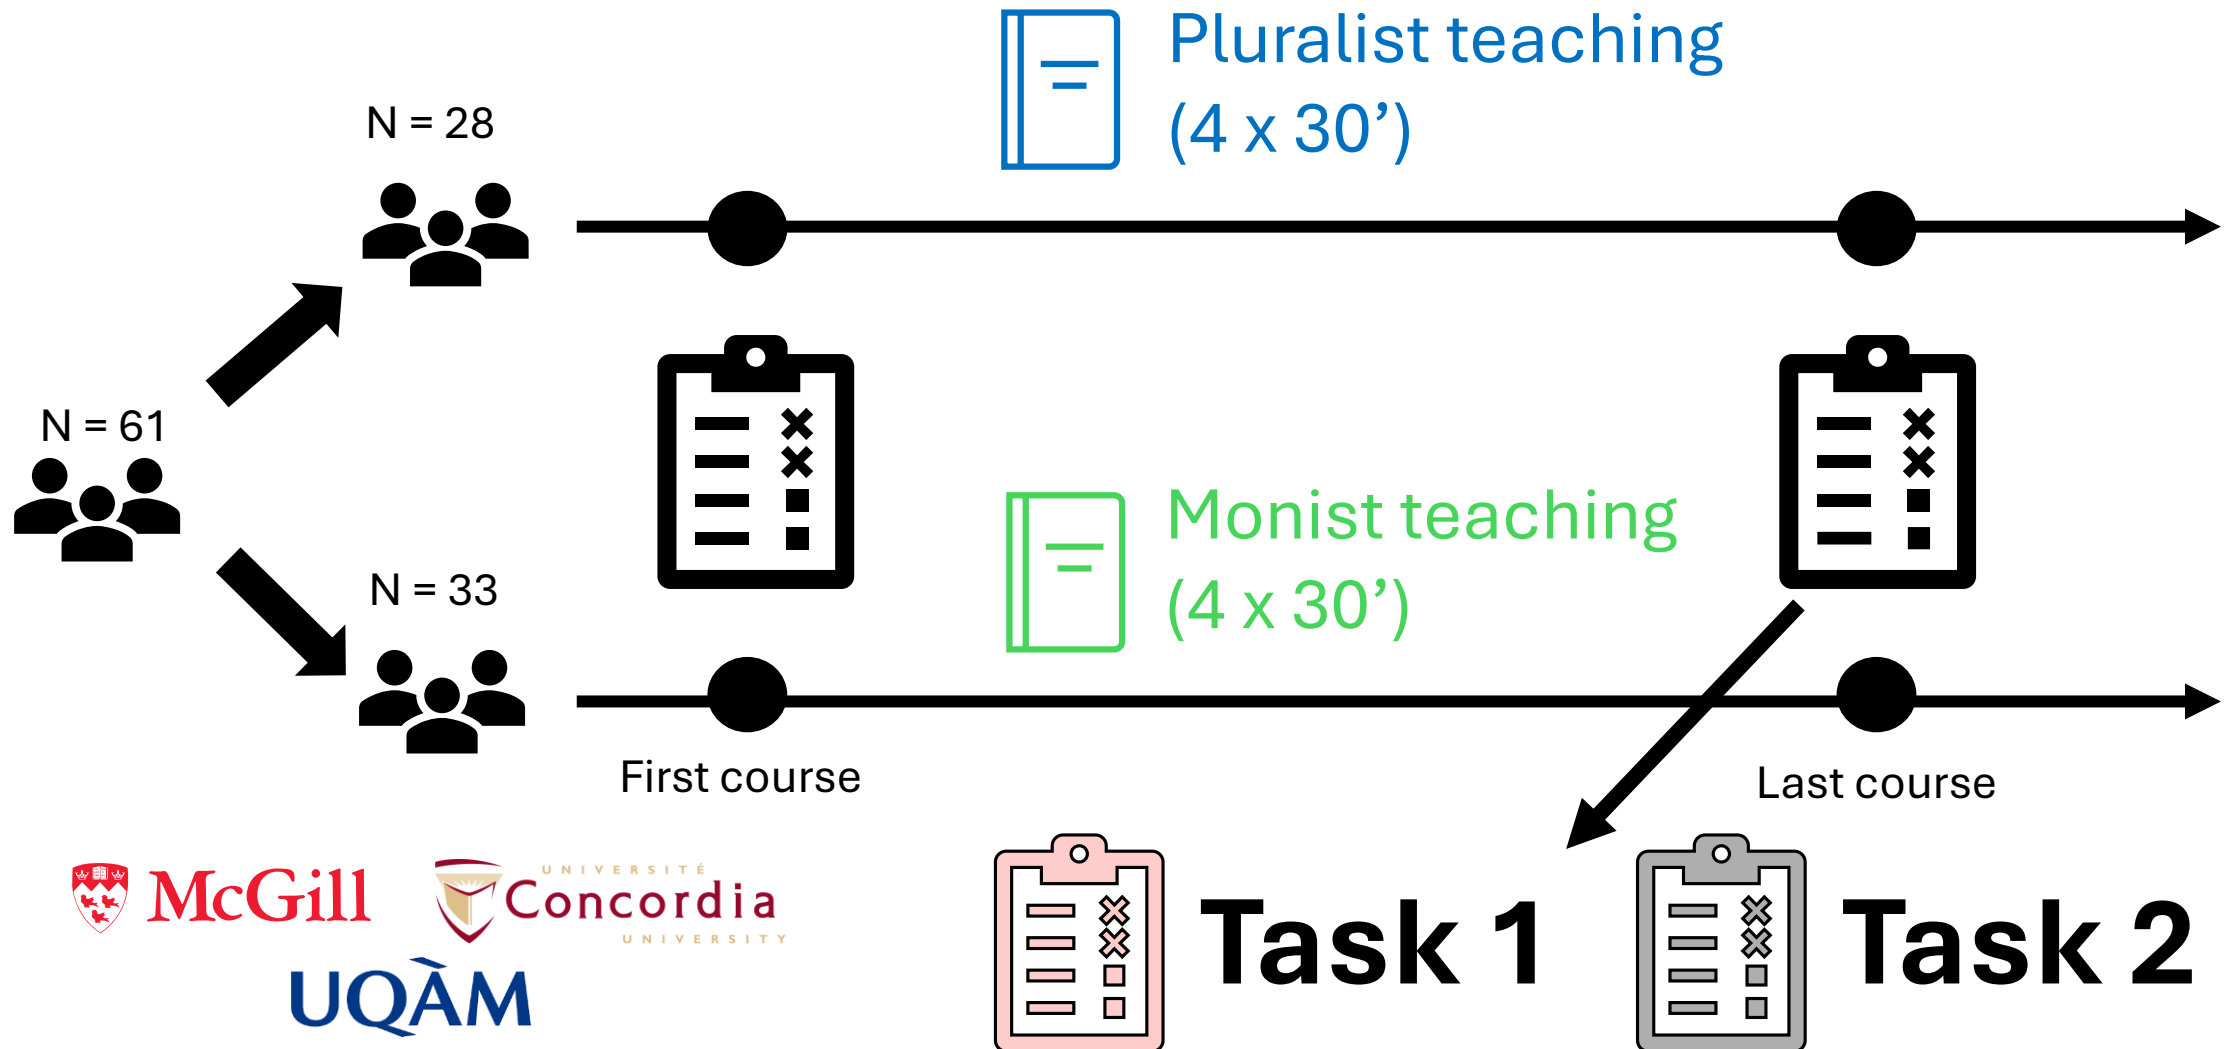 Pluralist teaching
(4 x 30’)
N = 28
N = 61
Monist teaching
(4 x 30’)
N = 33
First course
Last course
McGill
UNIVERSITÉ
Concordia
UNIVERSITY
UQÀM
Task 1
Task 2